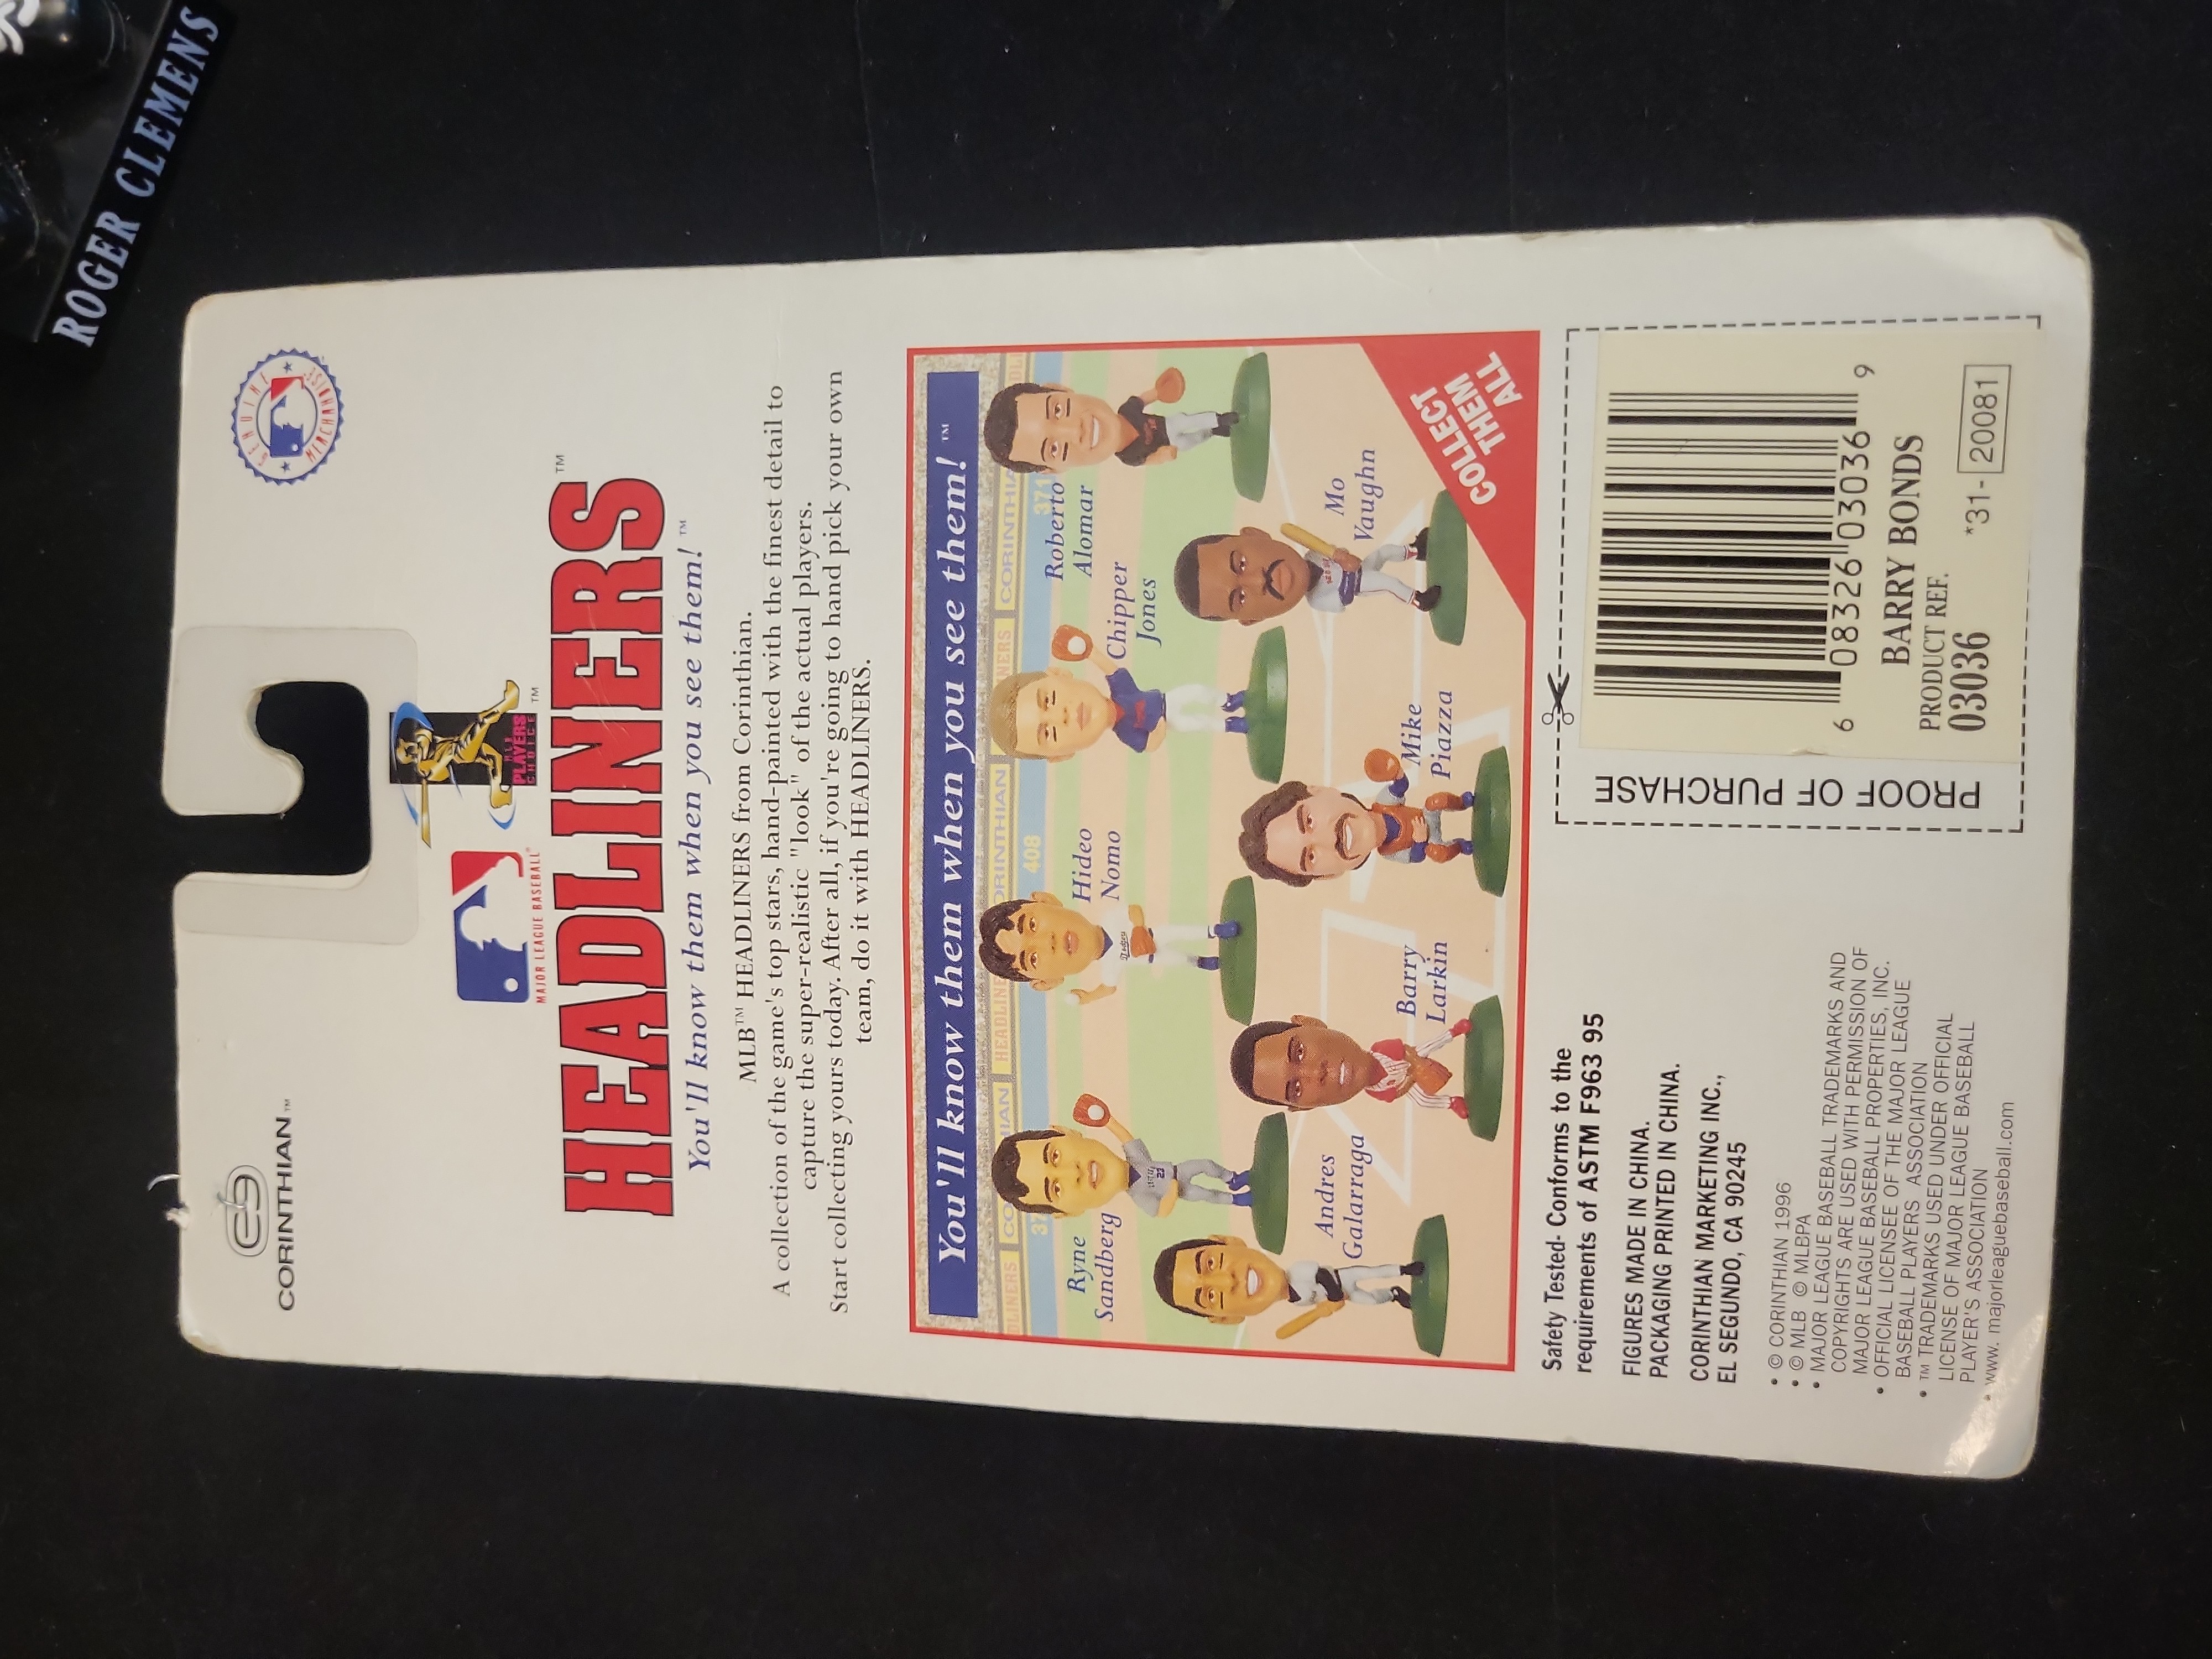 ROGER CLEMENS
CORINTHIAN™
GENUINE MERCHANDISE
MAJOR LEAGUE BASEBALL®
MLB PLAYERS CHOICE™
HEADLINERS™
You'll know them when you see them!™
MLB™ HEADLINERS from Corinthian.
A collection of the game's top stars, hand-painted with the finest detail to
capture the super-realistic "look" of the actual players.
Start collecting yours today. After all, if you're going to hand pick your own
team, do it with HEADLINERS.
You'll know them when you see them!™
Ryne
Sandberg
Hideo
Nomo
Chipper
Jones
Roberto
Alomar
Andres
Galarraga
Barry
Larkin
Mike
Piazza
Mo
Vaughn
COLLECT
THEM
ALL
Safety Tested- Conforms to the
requirements of ASTM F963 95
FIGURES MADE IN CHINA.
PACKAGING PRINTED IN CHINA.
CORINTHIAN MARKETING INC.,
EL SEGUNDO, CA 90245
• © CORINTHIAN 1996
• © MLB © MLBPA
• MAJOR LEAGUE BASEBALL TRADEMARKS AND
COPYRIGHTS ARE USED WITH PERMISSION OF
MAJOR LEAGUE BASEBALL PROPERTIES, INC.
• OFFICIAL LICENSEE OF THE MAJOR LEAGUE
BASEBALL PLAYERS ASSOCIATION
• ™ TRADEMARKS USED UNDER OFFICIAL
LICENSE OF MAJOR LEAGUE BASEBALL
PLAYER'S ASSOCIATION
• www. majorleaguebaseball.com
PROOF OF PURCHASE
6 08326 03036 9
BARRY BONDS
PRODUCT REF.
03036
*31- 20081